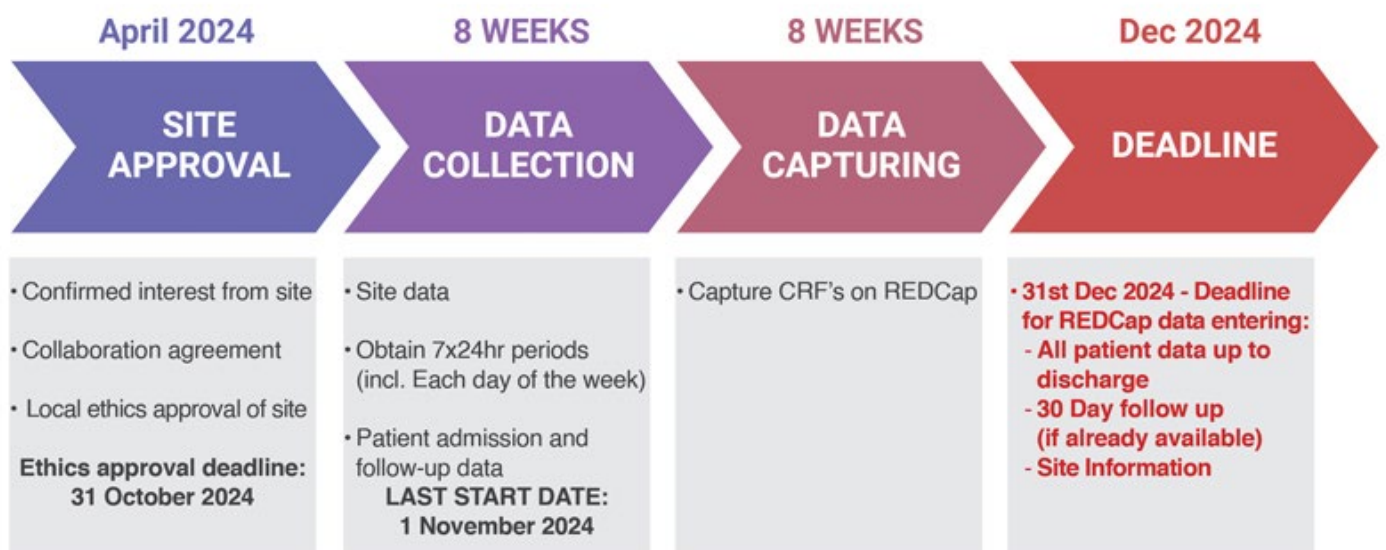 April 2024
SITE
APPROVAL
• Confirmed interest from site
• Collaboration agreement
• Local ethics approval of site
Ethics approval deadline:
31 October 2024
8 WEEKS
DATA
COLLECTION
• Site data
• Obtain 7x24hr periods
(incl. Each day of the week)
• Patient admission and
follow-up data
LAST START DATE:
1 November 2024
8 WEEKS
DATA
CAPTURING
• Capture CRF's on REDCap
Dec 2024
DEADLINE
• 31st Dec 2024 - Deadline
for REDCap data entering:
- All patient data up to
discharge
- 30 Day follow up
(if already available)
- Site Information